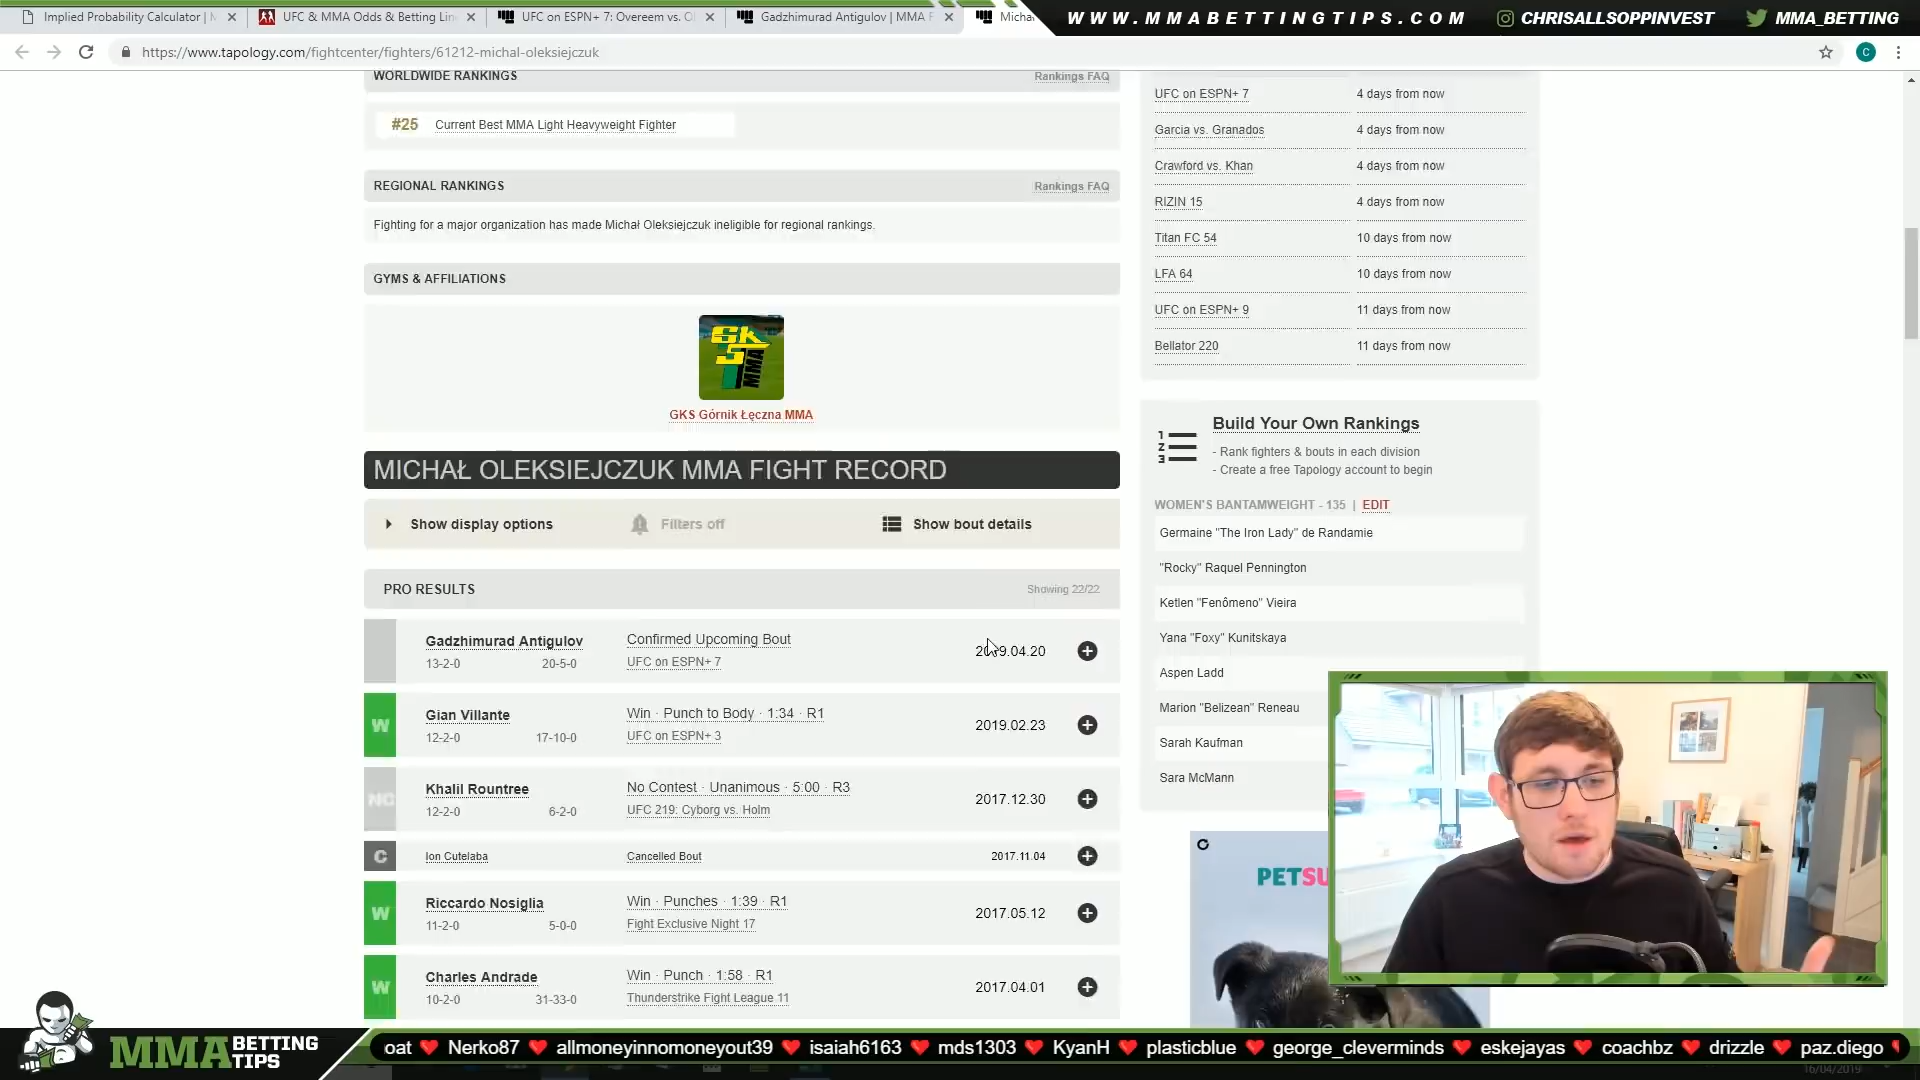 Implied Probability Calculator |
UFC & MMA Odds & Betting Lin
UFC on ESPN+ 7: Overeem vs. O
Gadzhimurad Antigulov | MMA F
Micha
WWW.MMABETTINGTIPS.COM
CHRISALLSOPPINVEST
MMA_BETTING
https://www.tapology.com/fightcenter/fighters/61212-michal-oleksiejczuk
C
WORLDWIDE RANKINGS
Rankings FAQ
#25 Current Best MMA Light Heavyweight Fighter
REGIONAL RANKINGS
Rankings FAQ
Fighting for a major organization has made Michał Oleksiejczuk ineligible for regional rankings.
GYMS & AFFILIATIONS
GKS
MMA
GKS Górnik Łęczna MMA
MICHAŁ OLEKSIEJCZUK MMA FIGHT RECORD
Show display options
Filters off
Show bout details
PRO RESULTS
Showing 22/22
Gadzhimurad Antigulov
Confirmed Upcoming Bout
2019.04.20
13-2-0 20-5-0
UFC on ESPN+ 7
W
Gian Villante
Win · Punch to Body · 1:34 · R1
2019.02.23
12-2-0 17-10-0
UFC on ESPN+ 3
NC
Khalil Rountree
No Contest · Unanimous · 5:00 · R3
2017.12.30
12-2-0 6-2-0
UFC 219: Cyborg vs. Holm
C
Ion Cutelaba
Cancelled Bout
2017.11.04
W
Riccardo Nosiglia
Win · Punches · 1:39 · R1
2017.05.12
11-2-0 5-0-0
Fight Exclusive Night 17
W
Charles Andrade
Win · Punch · 1:58 · R1
2017.04.01
10-2-0 31-33-0
Thunderstrike Fight League 11
UFC on ESPN+ 7 4 days from now
Garcia vs. Granados 4 days from now
Crawford vs. Khan 4 days from now
RIZIN 15 4 days from now
Titan FC 54 10 days from now
LFA 64 10 days from now
UFC on ESPN+ 9 11 days from now
Bellator 220 11 days from now
1
2
3
Build Your Own Rankings
- Rank fighters & bouts in each division
- Create a free Tapology account to begin
WOMEN'S BANTAMWEIGHT - 135 | EDIT
Germaine "The Iron Lady" de Randamie
"Rocky" Raquel Pennington
Ketlen "Fenômeno" Vieira
Yana "Foxy" Kunitskaya
Aspen Ladd
Marion "Belizean" Reneau
Sarah Kaufman
Sara McMann
PETSU
MMA BETTING TIPS
oat Nerko87 allmoneyinnomoneyout39 isaiah6163 mds1303 KyanH plasticblue george_cleverminds eskejayas coachbz drizzle paz.diego
16/04/2019